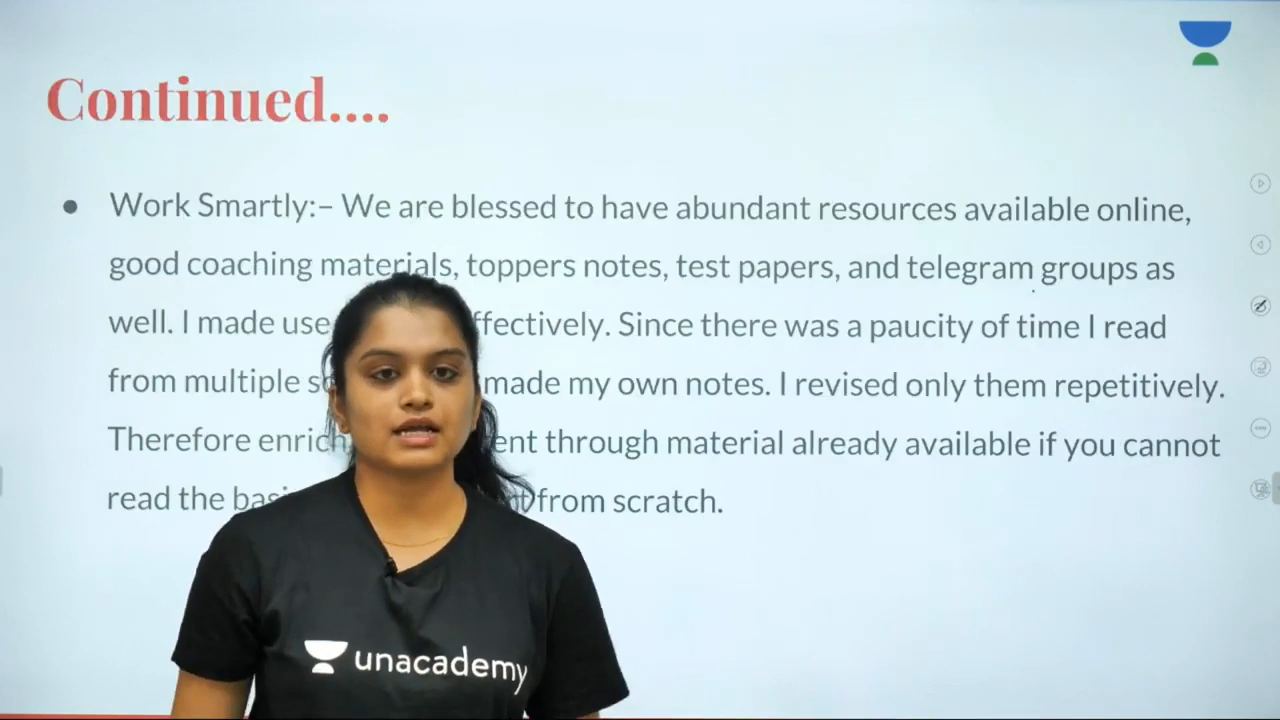 Continued....
● Work Smartly:– We are blessed to have abundant resources available online,
good coaching materials, toppers notes, test papers, and telegram groups as
well. I made use ffectively. Since there was a paucity of time I read
from multiple made my own notes. I revised only them repetitively.
Therefore enrich ent through material already available if you cannot
read the from scratch.
unacademy